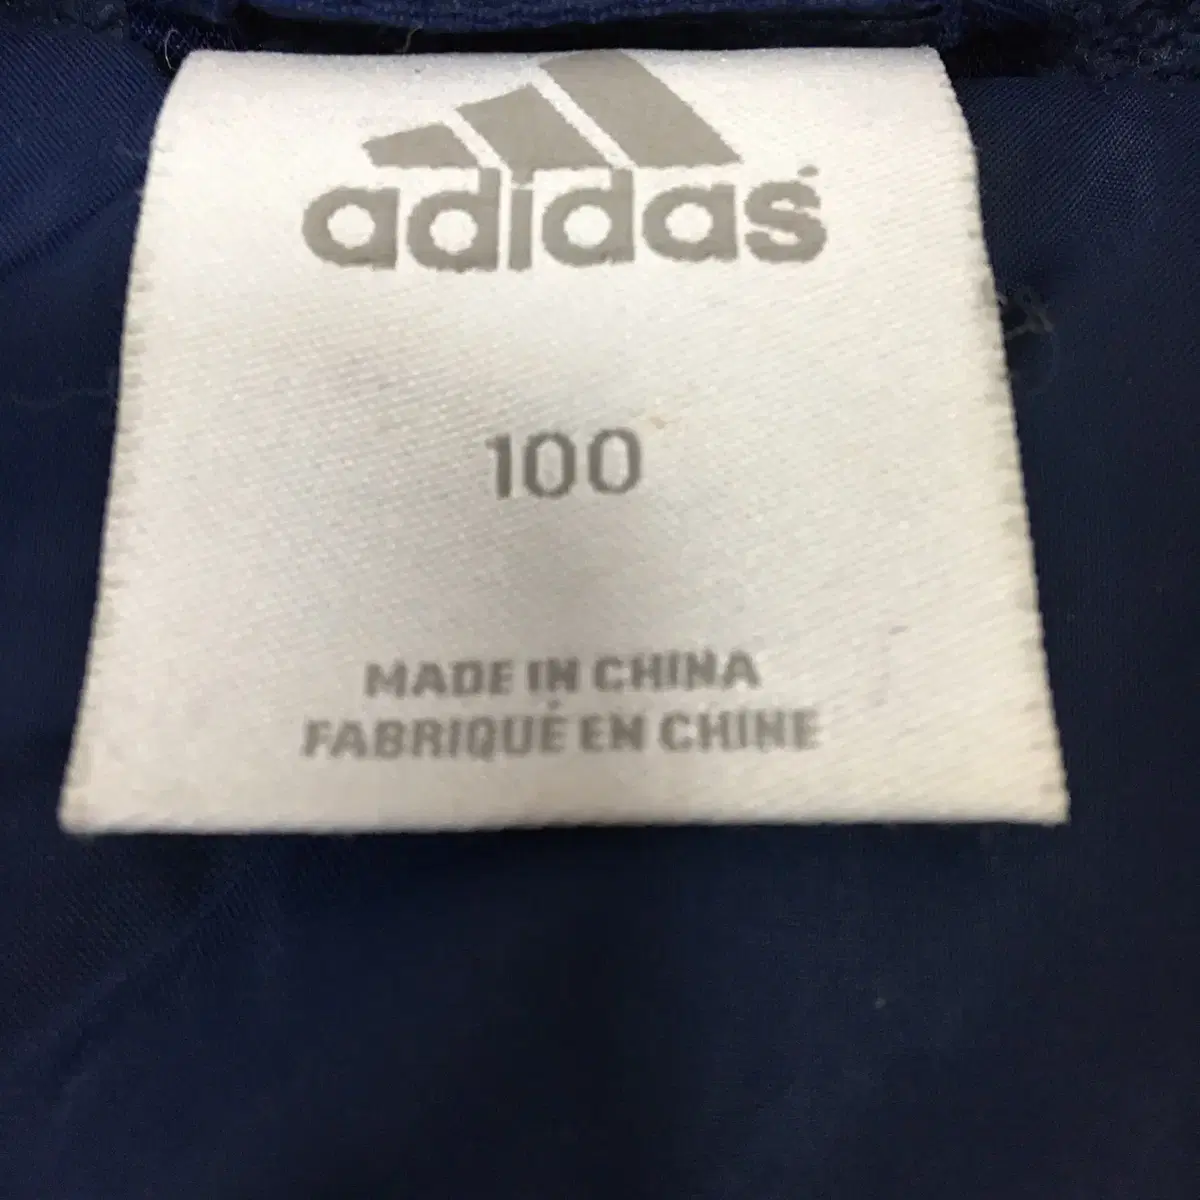 adidas
100
MADE IN CHINA
FABRIQUÉ EN CHINE